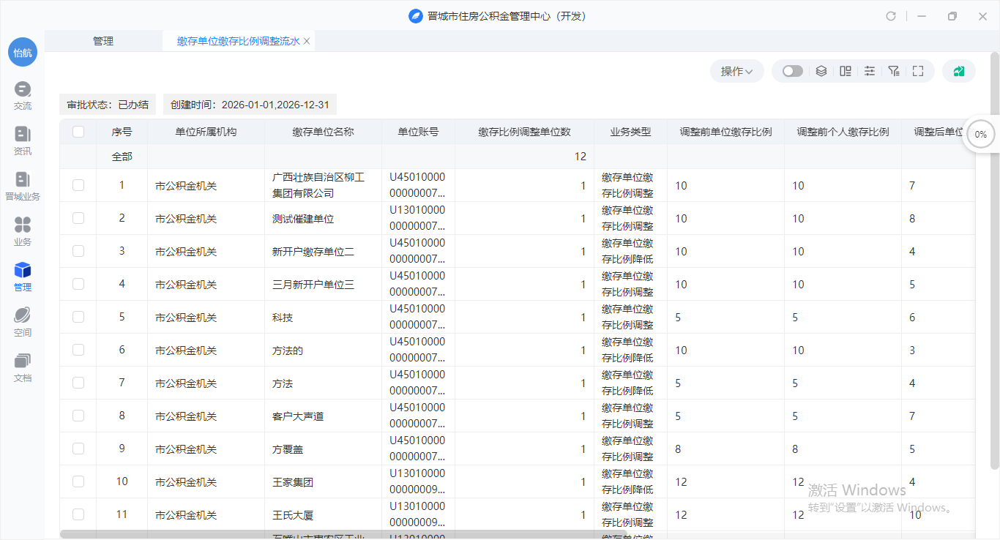 晋城市住房公积金管理中心（开发）
管理
缴存单位缴存比例调整流水
怡航
交流
资讯
晋城业务
业务
管理
空间
文档
操作
审批状态：已办结
创建时间：2026-01-01,2026-12-31
0%
序号 单位所属机构 缴存单位名称 单位账号 缴存比例调整单位数 业务类型 调整前单位缴存比例 调整前个人缴存比例 调整后单位
全部 12
1 市公积金机关 广西壮族自治区柳工 U45010000 1 缴存单位缴 10 10 7
集团有限公司 00000007... 存比例调整
2 市公积金机关 测试催建单位 U13010000 1 缴存单位缴 10 10 8
00000007... 存比例调整
3 市公积金机关 新开户缴存单位二 U45010000 1 缴存单位缴 10 10 4
00000007... 存比例降低
4 市公积金机关 三月新开户单位三 U45010000 1 缴存单位缴 10 10 5
00000007... 存比例调整
5 市公积金机关 科技 U45010000 1 缴存单位缴 5 5 6
00000007... 存比例调整
6 市公积金机关 方法的 U45010000 1 缴存单位缴 10 10 3
00000007... 存比例降低
7 市公积金机关 方法 U45010000 1 缴存单位缴 5 5 4
00000007... 存比例降低
8 市公积金机关 客户大声道 U45010000 1 缴存单位缴 5 5 7
00000007... 存比例调整
9 市公积金机关 方覆盖 U45010000 1 缴存单位缴 8 8 5
00000007... 存比例调整
10 市公积金机关 王家集团 U13010000 1 缴存单位缴 12 12 4
00000009... 存比例降低
11 市公积金机关 王氏大厦 U13010000 1 缴存单位缴 12 12 10
00000009... 存比例调整
U13010000 缴存单位缴
激活 Windows
转到"设置"以激活 Windows。